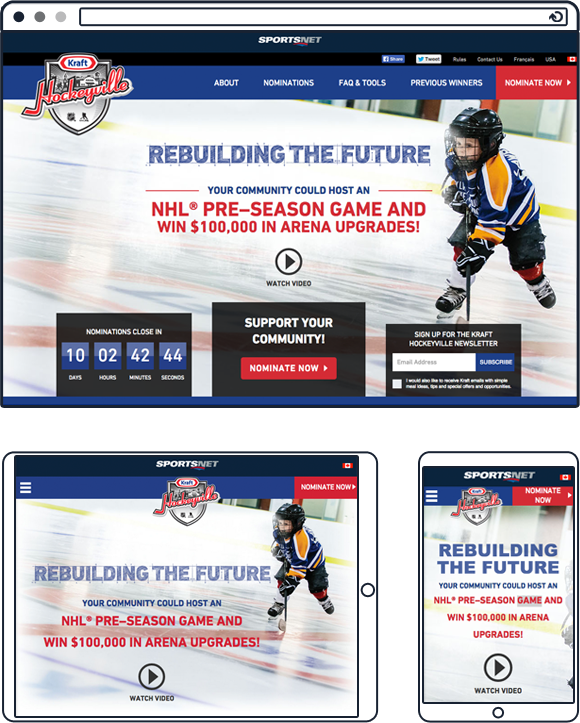 SPORTSNET
Share Tweet Rules Contact Us Français USA
Kraft
Hockeyville
ABOUT NOMINATIONS FAQ & TOOLS PREVIOUS WINNERS NOMINATE NOW
REBUILDING THE FUTURE
YOUR COMMUNITY COULD HOST AN
NHL® PRE–SEASON GAME AND
WIN $100,000 IN ARENA UPGRADES!
WATCH VIDEO
NOMINATIONS CLOSE IN
10 02 42 44
DAYS HOURS MINUTES SECONDS
SUPPORT YOUR
COMMUNITY!
NOMINATE NOW
SIGN UP FOR THE KRAFT
HOCKEYVILLE NEWSLETTER
Email Address SUBSCRIBE
I would also like to receive Kraft emails with simple
meal ideas, tips and special offers and opportunities.
SPORTSNET
Kraft
Hockeyville
NOMINATE NOW
REBUILDING THE FUTURE
YOUR COMMUNITY COULD HOST AN
NHL® PRE–SEASON GAME AND
WIN $100,000 IN ARENA UPGRADES!
WATCH VIDEO
SPORTSNET
Kraft
Hockeyville
NOMINATE
NOW
REBUILDING
THE FUTURE
YOUR COMMUNITY COULD HOST AN
NHL® PRE–SEASON GAME AND
WIN $100,000 IN ARENA
UPGRADES!
WATCH VIDEO